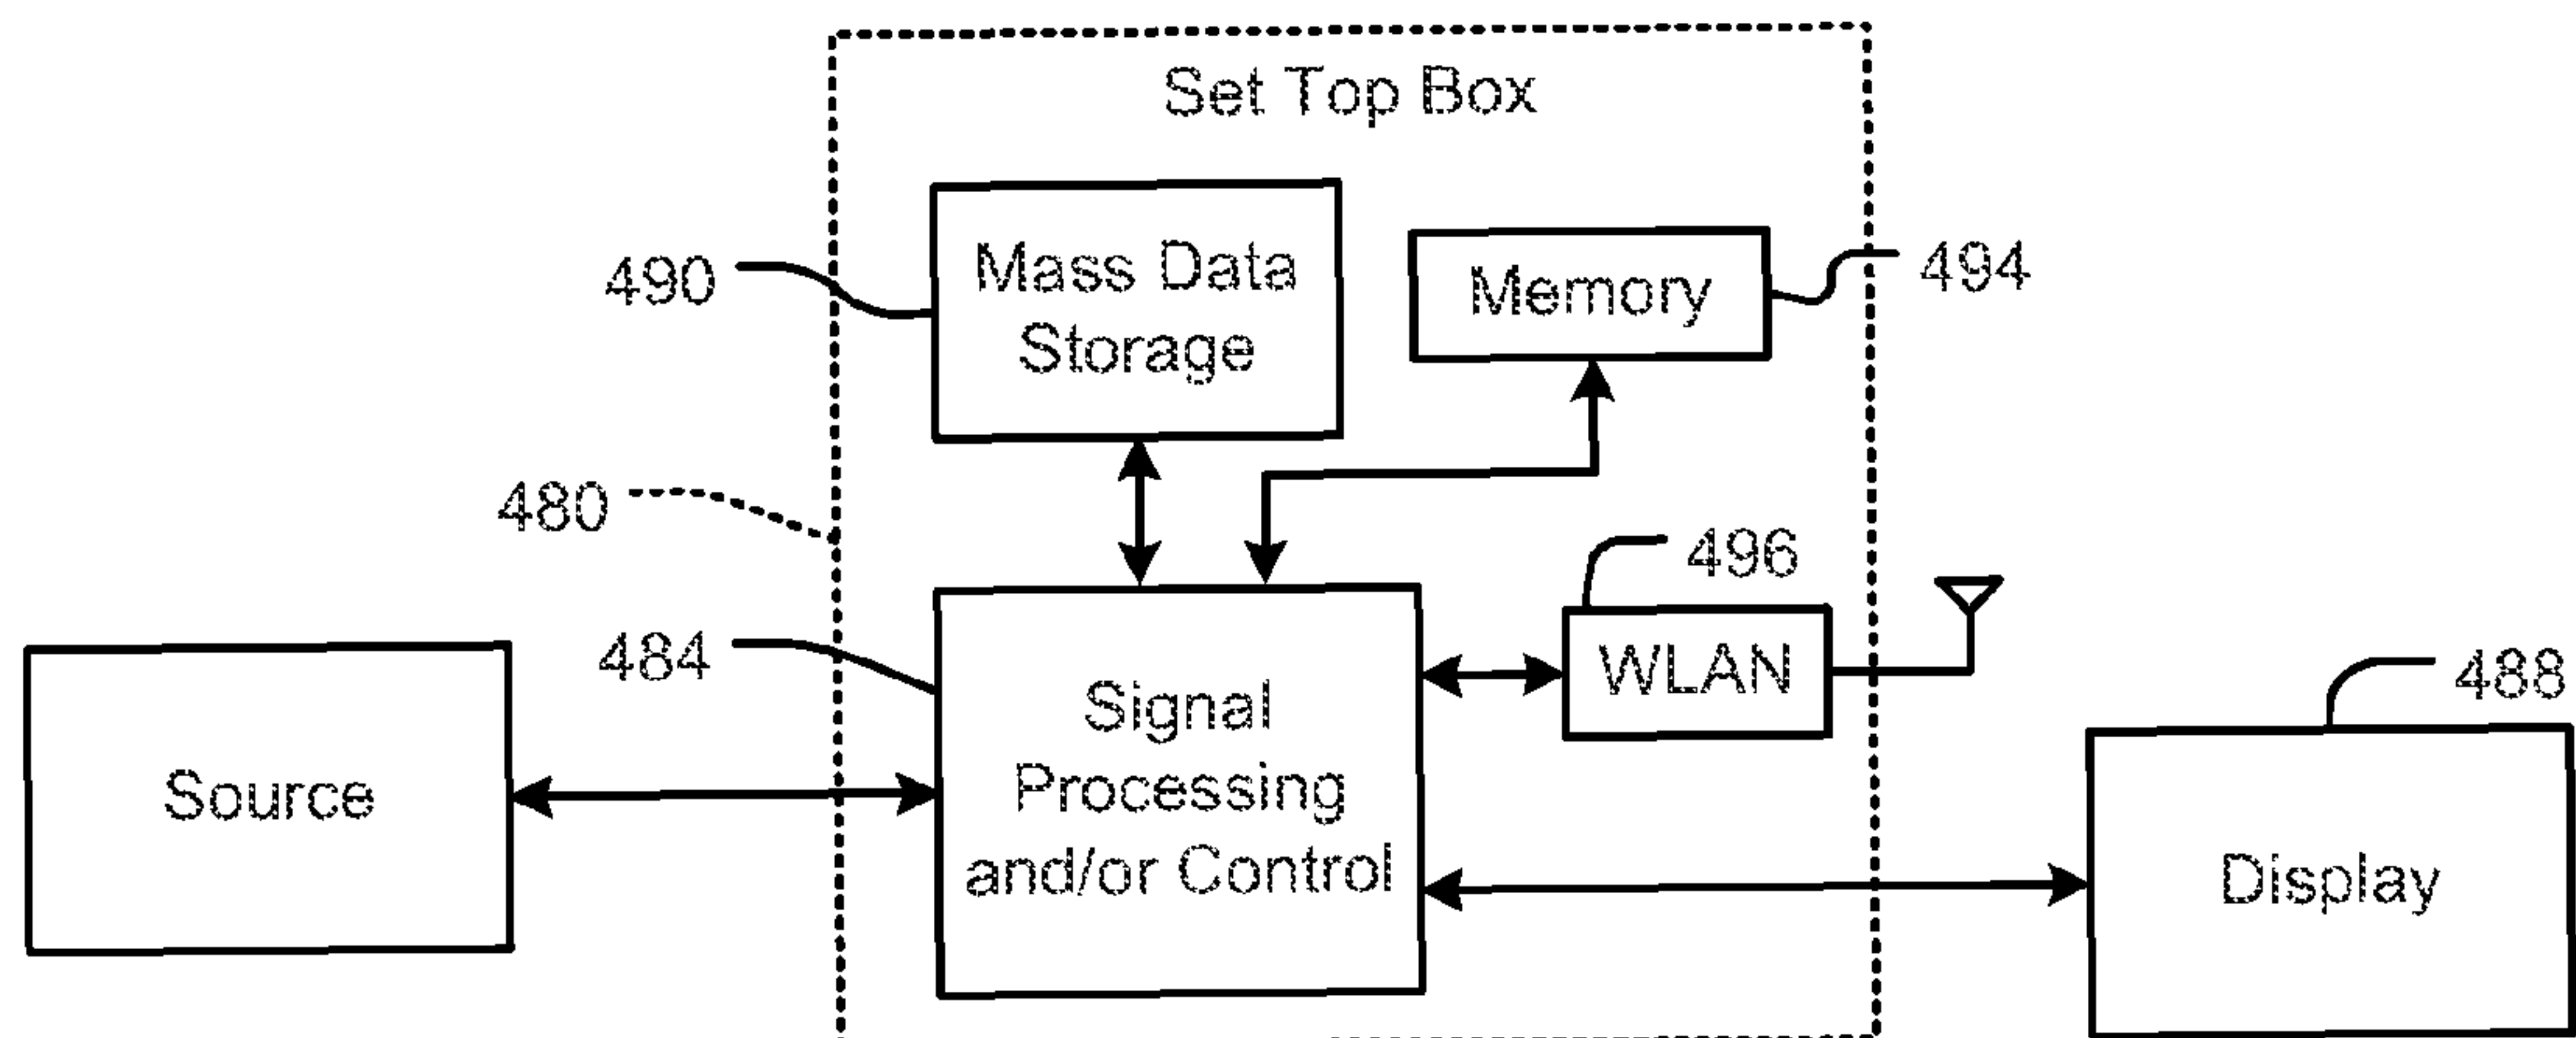 Set Top Box
490
Mass Data
Storage
Memory
494
480
496
484
WLAN
488
Signal
Processing
and/or Control
Source
Display